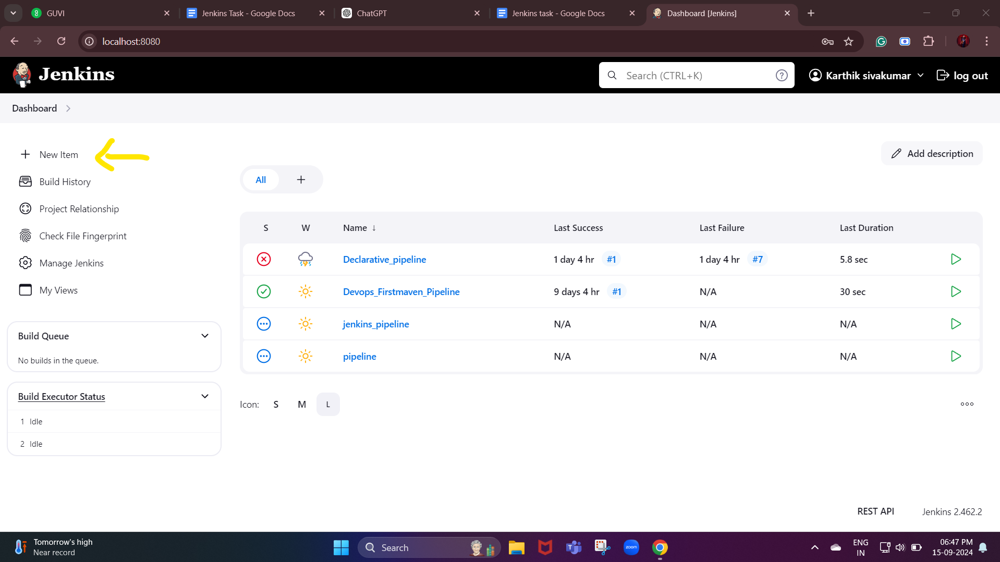 GUVI
Jenkins Task - Google Docs
ChatGPT
Jenkins task - Google Docs
Dashboard [Jenkins]
localhost:8080
Jenkins
Search (CTRL+K)
Karthik sivakumar
log out
Dashboard
New Item
Build History
Project Relationship
Check File Fingerprint
Manage Jenkins
My Views
Build Queue
No builds in the queue.
Build Executor Status
1 Idle
2 Idle
Add description
All
S W Name ↓ Last Success Last Failure Last Duration
Declarative_pipeline 1 day 4 hr #1 1 day 4 hr #7 5.8 sec
Devops_Firstmaven_Pipeline 9 days 4 hr #1 N/A 30 sec
jenkins_pipeline N/A N/A N/A
pipeline N/A N/A N/A
Icon: S M L
REST API Jenkins 2.462.2
Tomorrow's high
Near record
Search
zoom
ENG
IN
06:47 PM
15-09-2024